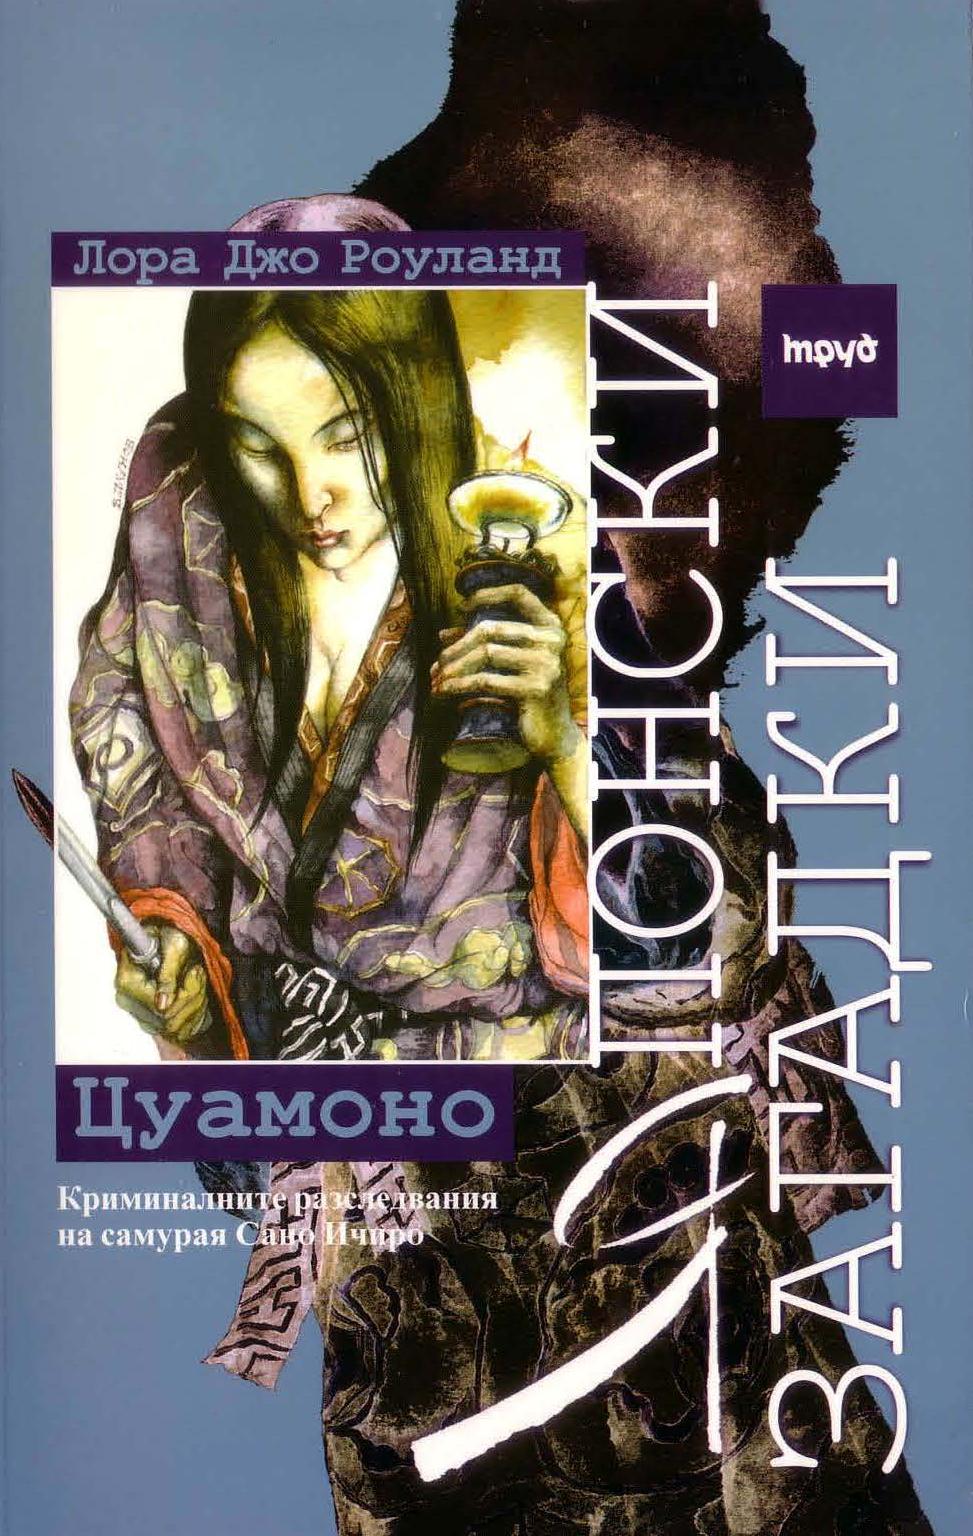 Лора Джо Роуланд
труд
ЯПОНСКИ
ЗАГАДКИ
Цуамоно
Криминалните разследвания
на самурая Сано Ичиро